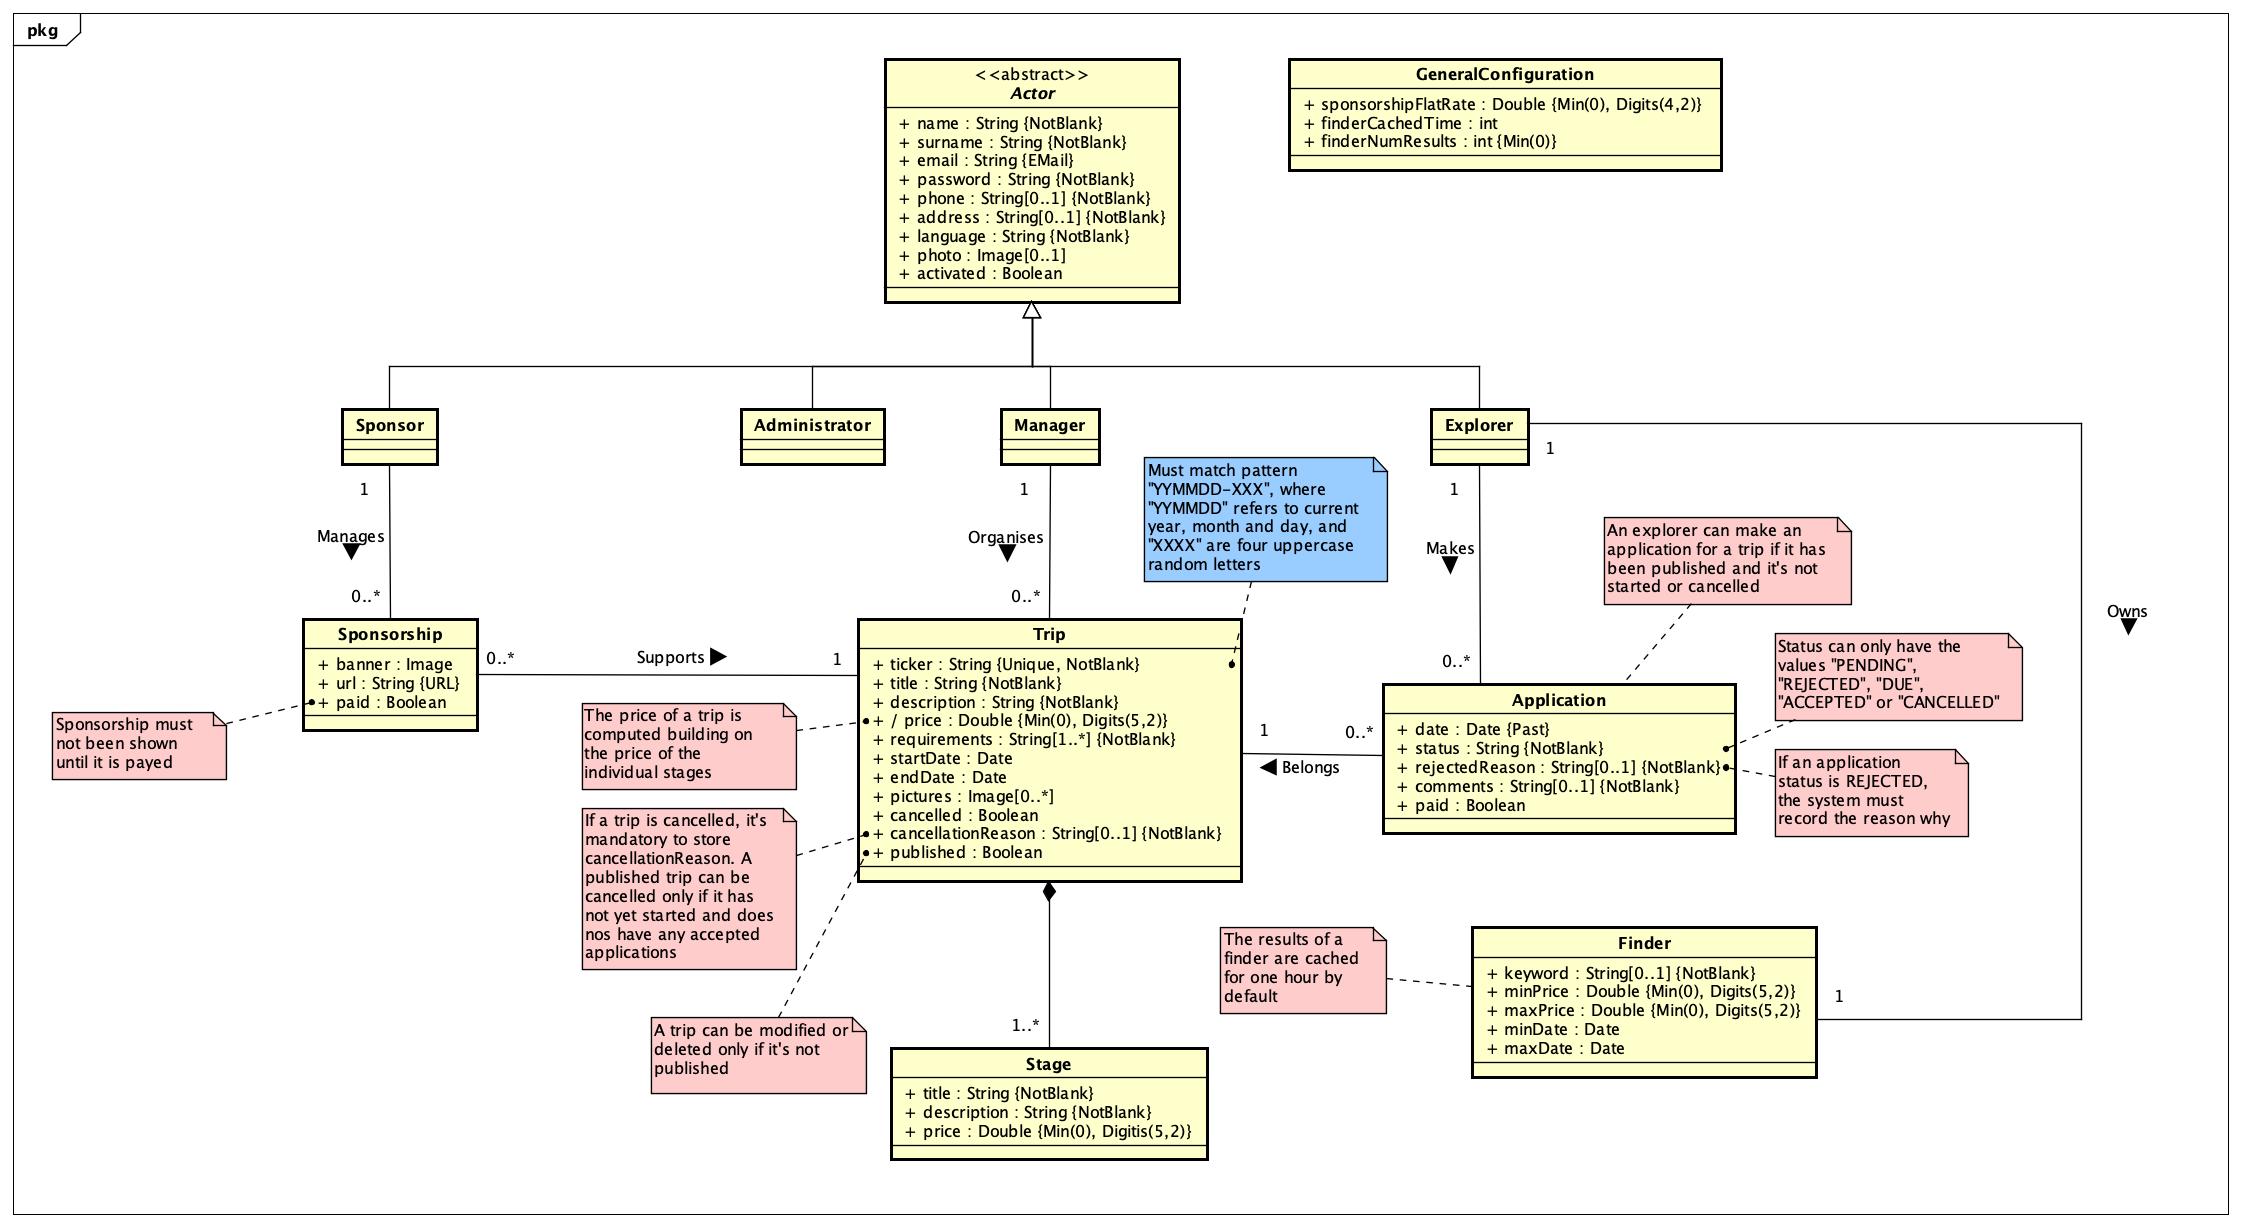 pkg
<<abstract>>
Actor
+ name : String {NotBlank}
+ surname : String {NotBlank}
+ email : String {EMail}
+ password : String {NotBlank}
+ phone : String[0..1] {NotBlank}
+ address : String[0..1] {NotBlank}
+ language : String {NotBlank}
+ photo : Image[0..1]
+ activated : Boolean
GeneralConfiguration
+ sponsorshipFlatRate : Double {Min(0), Digits(4,2)}
+ finderCachedTime : int
+ finderNumResults : int {Min(0)}
Sponsor
Administrator
Manager
Explorer
1
1
1
1
Manages
Organises
Makes
Owns
0..*
0..*
0..*
Must match pattern
"YYMMDD-XXX", where
"YYMMDD" refers to current
year, month and day, and
"XXXX" are four uppercase
random letters
An explorer can make an
application for a trip if it has
been published and it's not
started or cancelled
Status can only have the
values "PENDING",
"REJECTED", "DUE",
"ACCEPTED" or "CANCELLED"
If an application
status is REJECTED,
the system must
record the reason why
Sponsorship
+ banner : Image
+ url : String {URL}
+ paid : Boolean
Sponsorship must
not been shown
until it is payed
0..*
Supports
1
Trip
+ ticker : String {Unique, NotBlank}
+ title : String {NotBlank}
+ description : String {NotBlank}
+ / price : Double {Min(0), Digits(5,2)}
+ requirements : String[1..*] {NotBlank}
+ startDate : Date
+ endDate : Date
+ pictures : Image[0..*]
+ cancelled : Boolean
+ cancellationReason : String[0..1] {NotBlank}
+ published : Boolean
The price of a trip is
computed building on
the price of the
individual stages
If a trip is cancelled, it's
mandatory to store
cancellationReason. A
published trip can be
cancelled only if it has
not yet started and does
nos have any accepted
applications
A trip can be modified or
deleted only if it's not
published
1
0..*
Belongs
Application
+ date : Date {Past}
+ status : String {NotBlank}
+ rejectedReason : String[0..1] {NotBlank}
+ comments : String[0..1] {NotBlank}
+ paid : Boolean
The results of a
finder are cached
for one hour by
default
Finder
+ keyword : String[0..1] {NotBlank}
+ minPrice : Double {Min(0), Digits(5,2)}
+ maxPrice : Double {Min(0), Digits(5,2)}
+ minDate : Date
+ maxDate : Date
1
1..*
Stage
+ title : String {NotBlank}
+ description : String {NotBlank}
+ price : Double {Min(0), Digitis(5,2)}